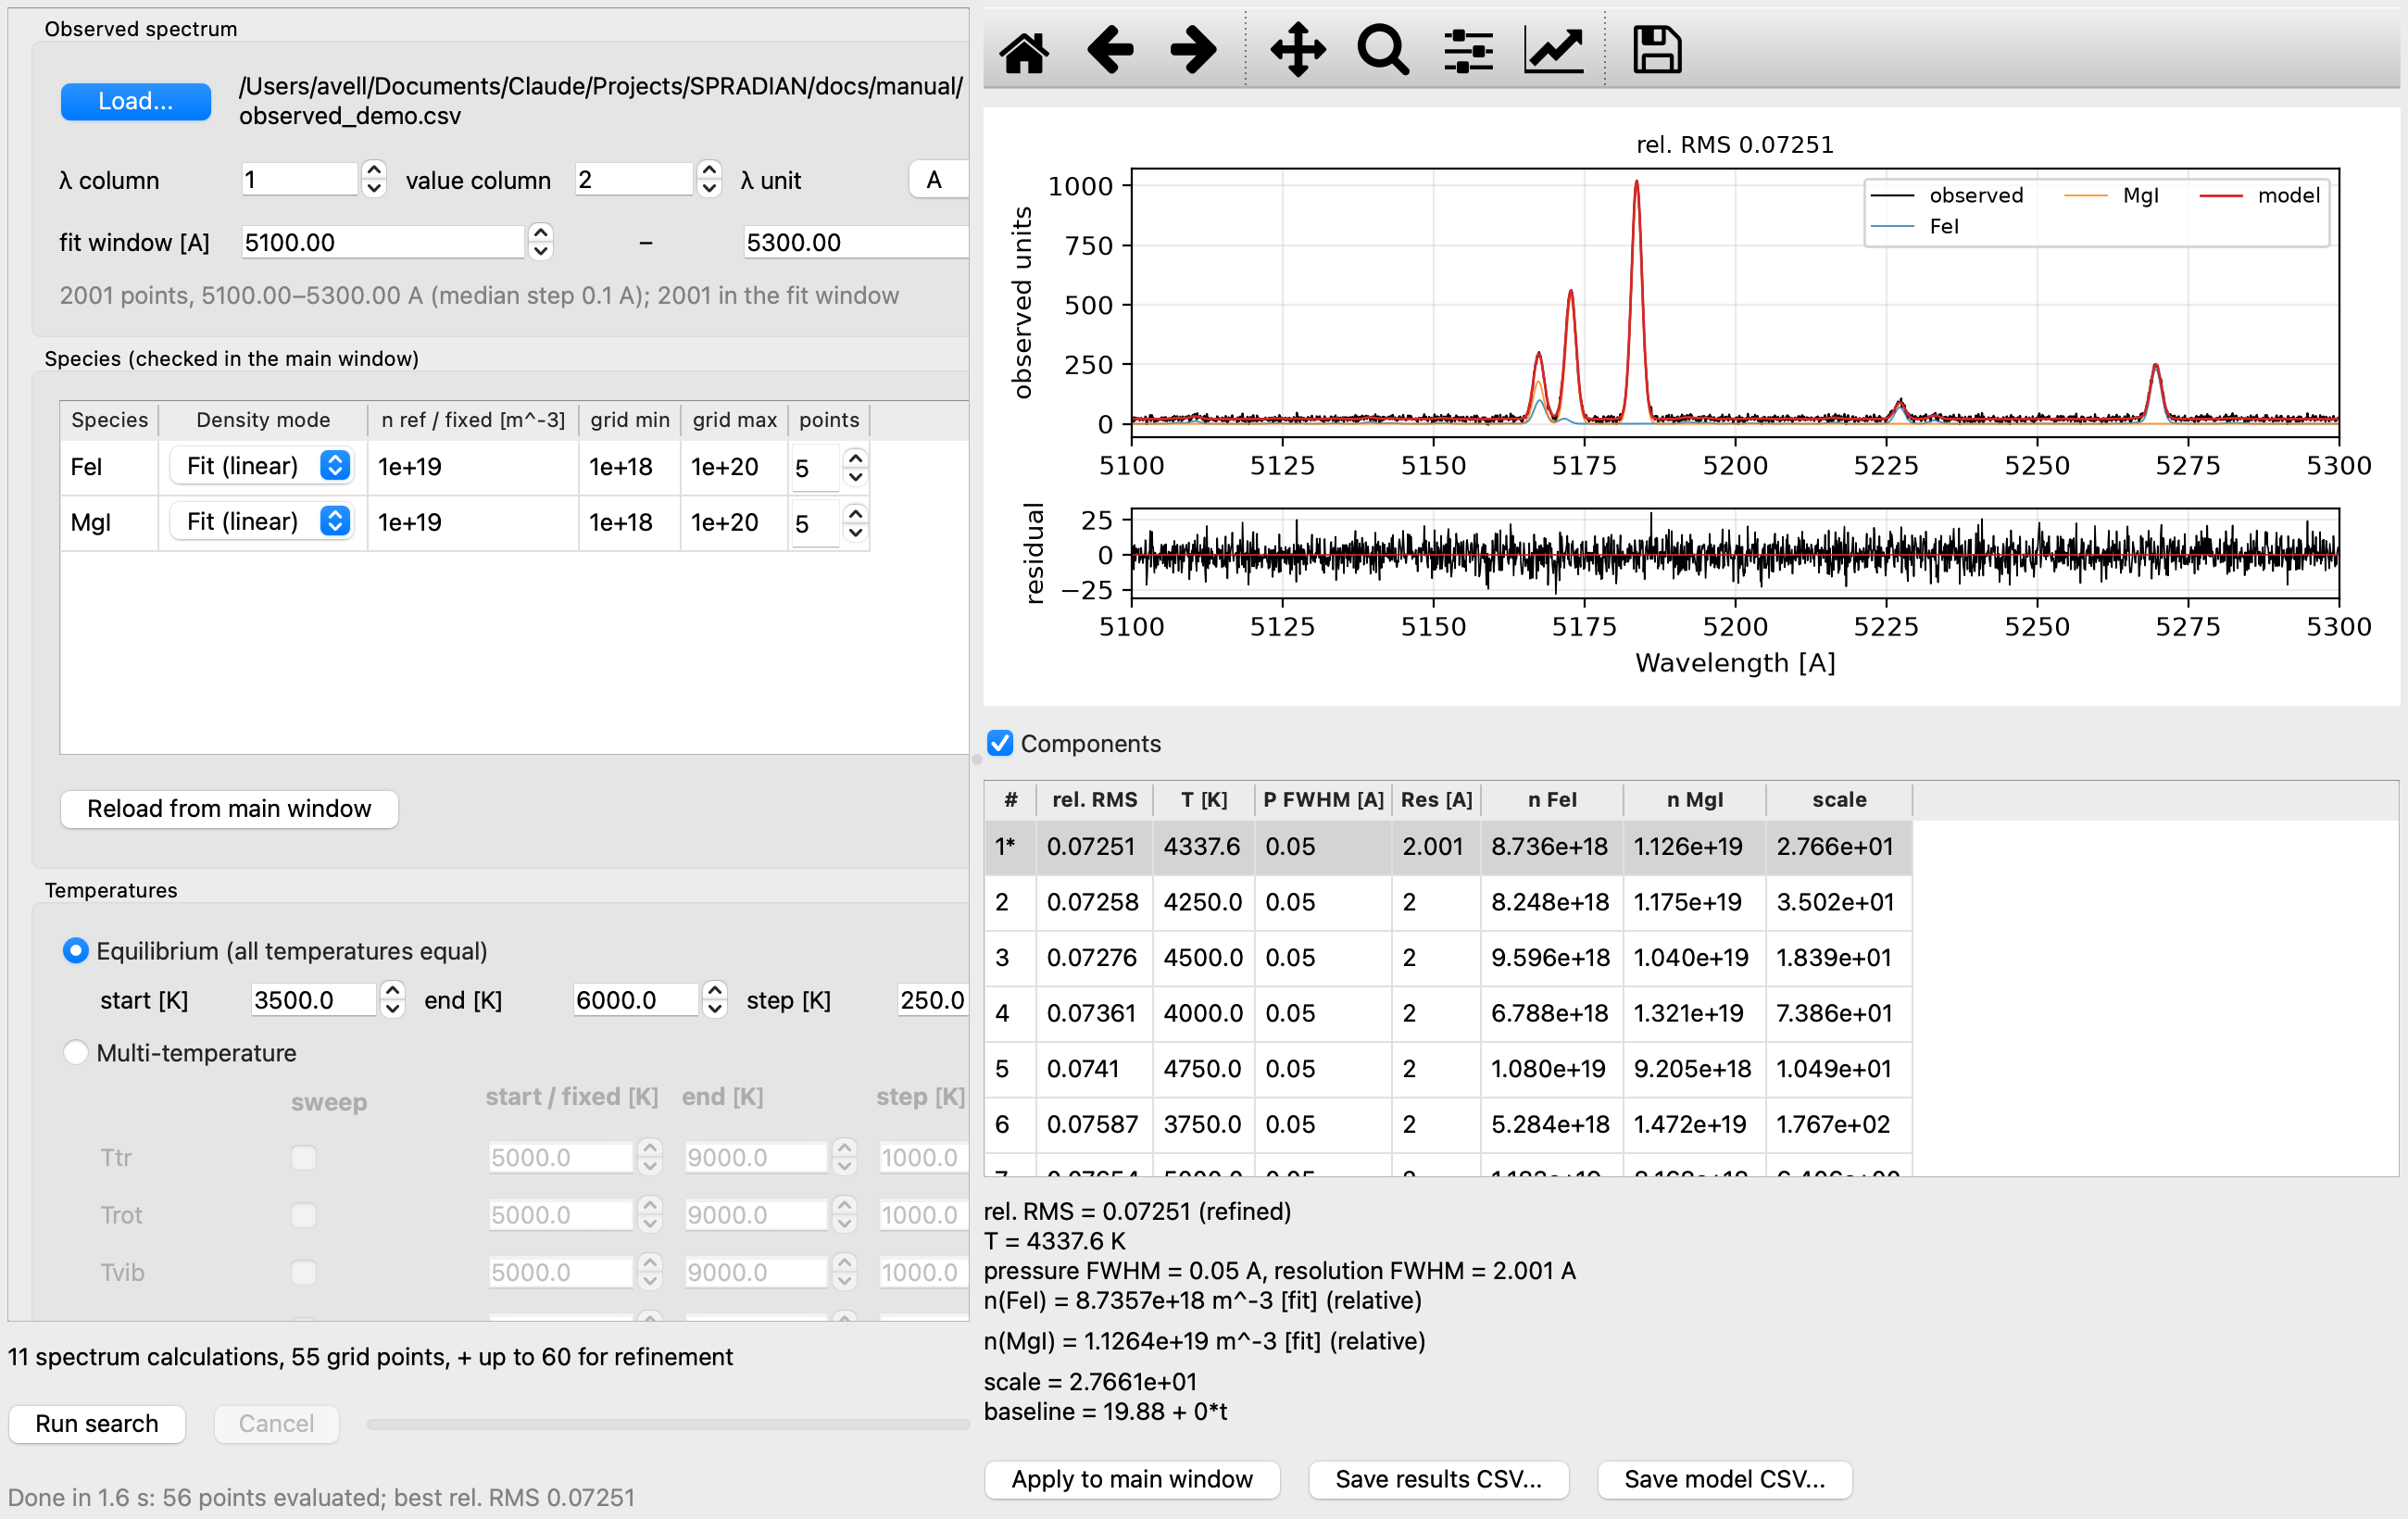 Observed spectrum
Load...
/Users/avell/Documents/Claude/Projects/SPRADIAN/docs/manual/
observed_demo.csv
λ column 1 value column 2 λ unit A
fit window [A] 5100.00 – 5300.00
2001 points, 5100.00–5300.00 A (median step 0.1 A); 2001 in the fit window
Species (checked in the main window)
Species Density mode n ref / fixed [m^-3] grid min grid max points
FeI Fit (linear) 1e+19 1e+18 1e+20 5
MgI Fit (linear) 1e+19 1e+18 1e+20 5
Reload from main window
Temperatures
Equilibrium (all temperatures equal)
start [K] 3500.0 end [K] 6000.0 step [K] 250.0
Multi-temperature
sweep start / fixed [K] end [K] step [K]
Ttr 5000.0 9000.0 1000.0
Trot 5000.0 9000.0 1000.0
Tvib 5000.0 9000.0 1000.0
11 spectrum calculations, 55 grid points, + up to 60 for refinement
Run search Cancel
Done in 1.6 s: 56 points evaluated; best rel. RMS 0.07251
rel. RMS 0.07251
observed MgI model
FeI
observed units
1000
750
500
250
0
5100 5125 5150 5175 5200 5225 5250 5275 5300
residual
25
0
−25
5100 5125 5150 5175 5200 5225 5250 5275 5300
Wavelength [A]
Components
# rel. RMS T [K] P FWHM [A] Res [A] n FeI n MgI scale
1* 0.07251 4337.6 0.05 2.001 8.736e+18 1.126e+19 2.766e+01
2 0.07258 4250.0 0.05 2 8.248e+18 1.175e+19 3.502e+01
3 0.07276 4500.0 0.05 2 9.596e+18 1.040e+19 1.839e+01
4 0.07361 4000.0 0.05 2 6.788e+18 1.321e+19 7.386e+01
5 0.0741 4750.0 0.05 2 1.080e+19 9.205e+18 1.049e+01
6 0.07587 3750.0 0.05 2 5.284e+18 1.472e+19 1.767e+02
rel. RMS = 0.07251 (refined)
T = 4337.6 K
pressure FWHM = 0.05 A, resolution FWHM = 2.001 A
n(FeI) = 8.7357e+18 m^-3 [fit] (relative)
n(MgI) = 1.1264e+19 m^-3 [fit] (relative)
scale = 2.7661e+01
baseline = 19.88 + 0*t
Apply to main window Save results CSV... Save model CSV...